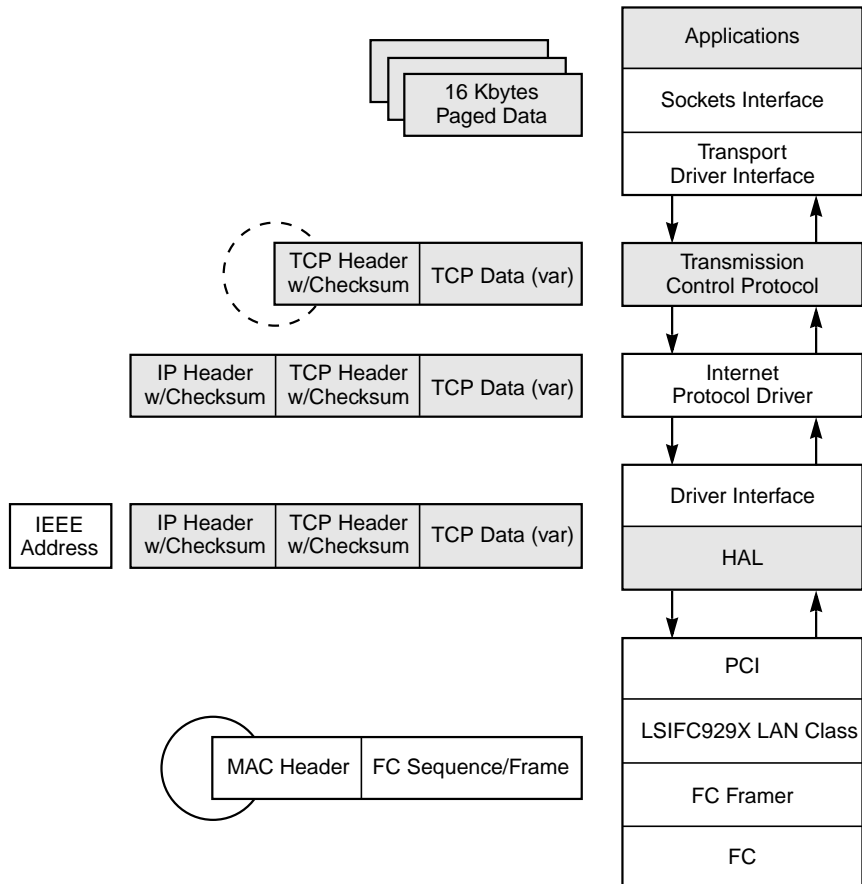 Applications
16 Kbytes
Paged Data
Sockets Interface
Transport
Driver Interface
TCP Header
w/Checksum
TCP Data (var)
Transmission
Control Protocol
IP Header
w/Checksum
TCP Header
w/Checksum
TCP Data (var)
Internet
Protocol Driver
IEEE
Address
IP Header
w/Checksum
TCP Header
w/Checksum
TCP Data (var)
Driver Interface
HAL
PCI
LSIFC929X LAN Class
MAC Header
FC Sequence/Frame
FC Framer
FC